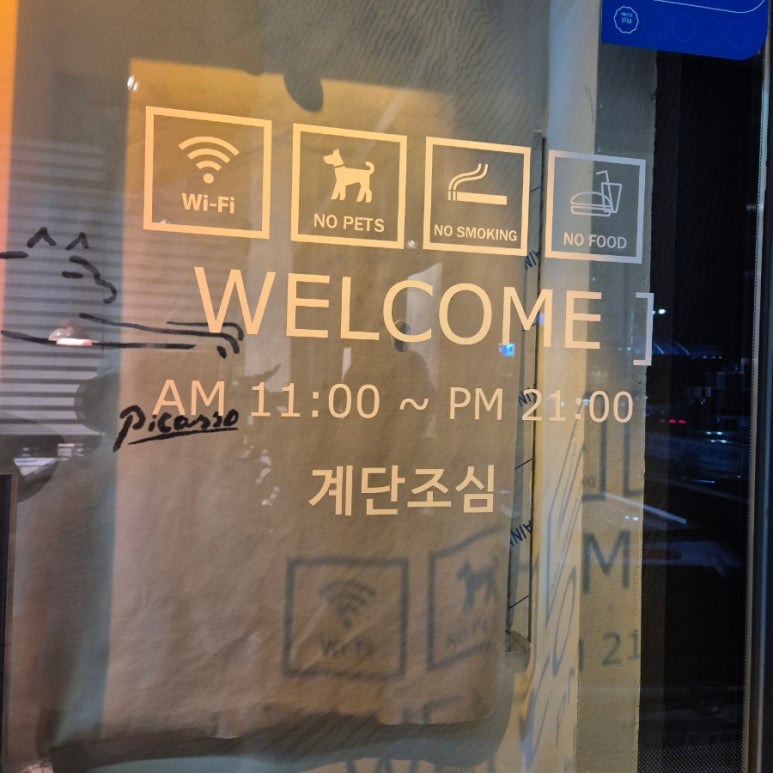 Wi-Fi
NO PETS
NO SMOKING
NO FOOD
WELCOME ]
AM 11:00 ~ PM 21:00
Picasso
계단조심